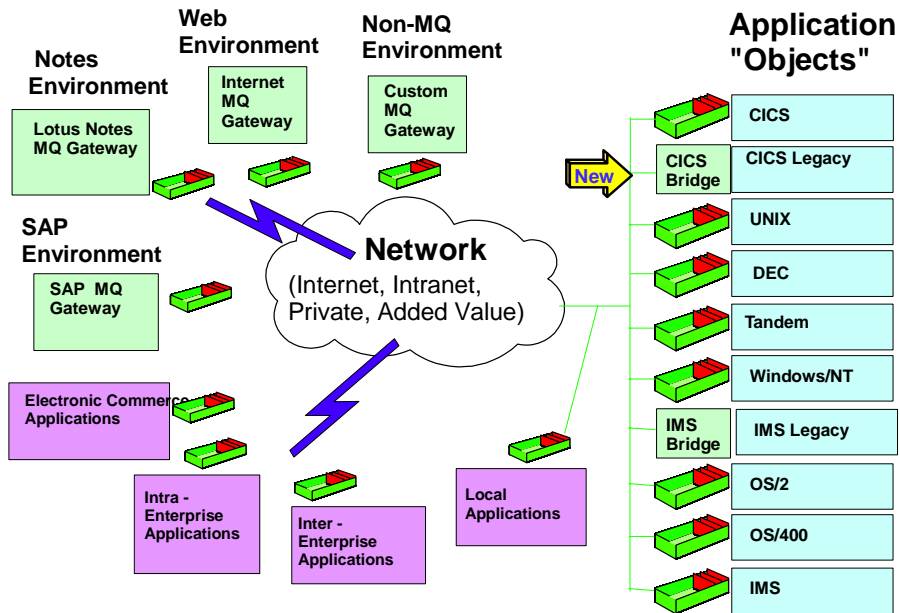 Notes
Environment
Lotus Notes
MQ Gateway
Web
Environment
Internet
MQ
Gateway
Non-MQ
Environment
Custom
MQ
Gateway
SAP
Environment
SAP MQ
Gateway
Network
(Internet, Intranet,
Private, Added Value)
Electronic Commerce
Applications
Intra -
Enterprise
Applications
Inter -
Enterprise
Applications
Local
Applications
Application
"Objects"
CICS
New
CICS
Bridge
CICS Legacy
UNIX
DEC
Tandem
Windows/NT
IMS
Bridge
IMS Legacy
OS/2
OS/400
IMS